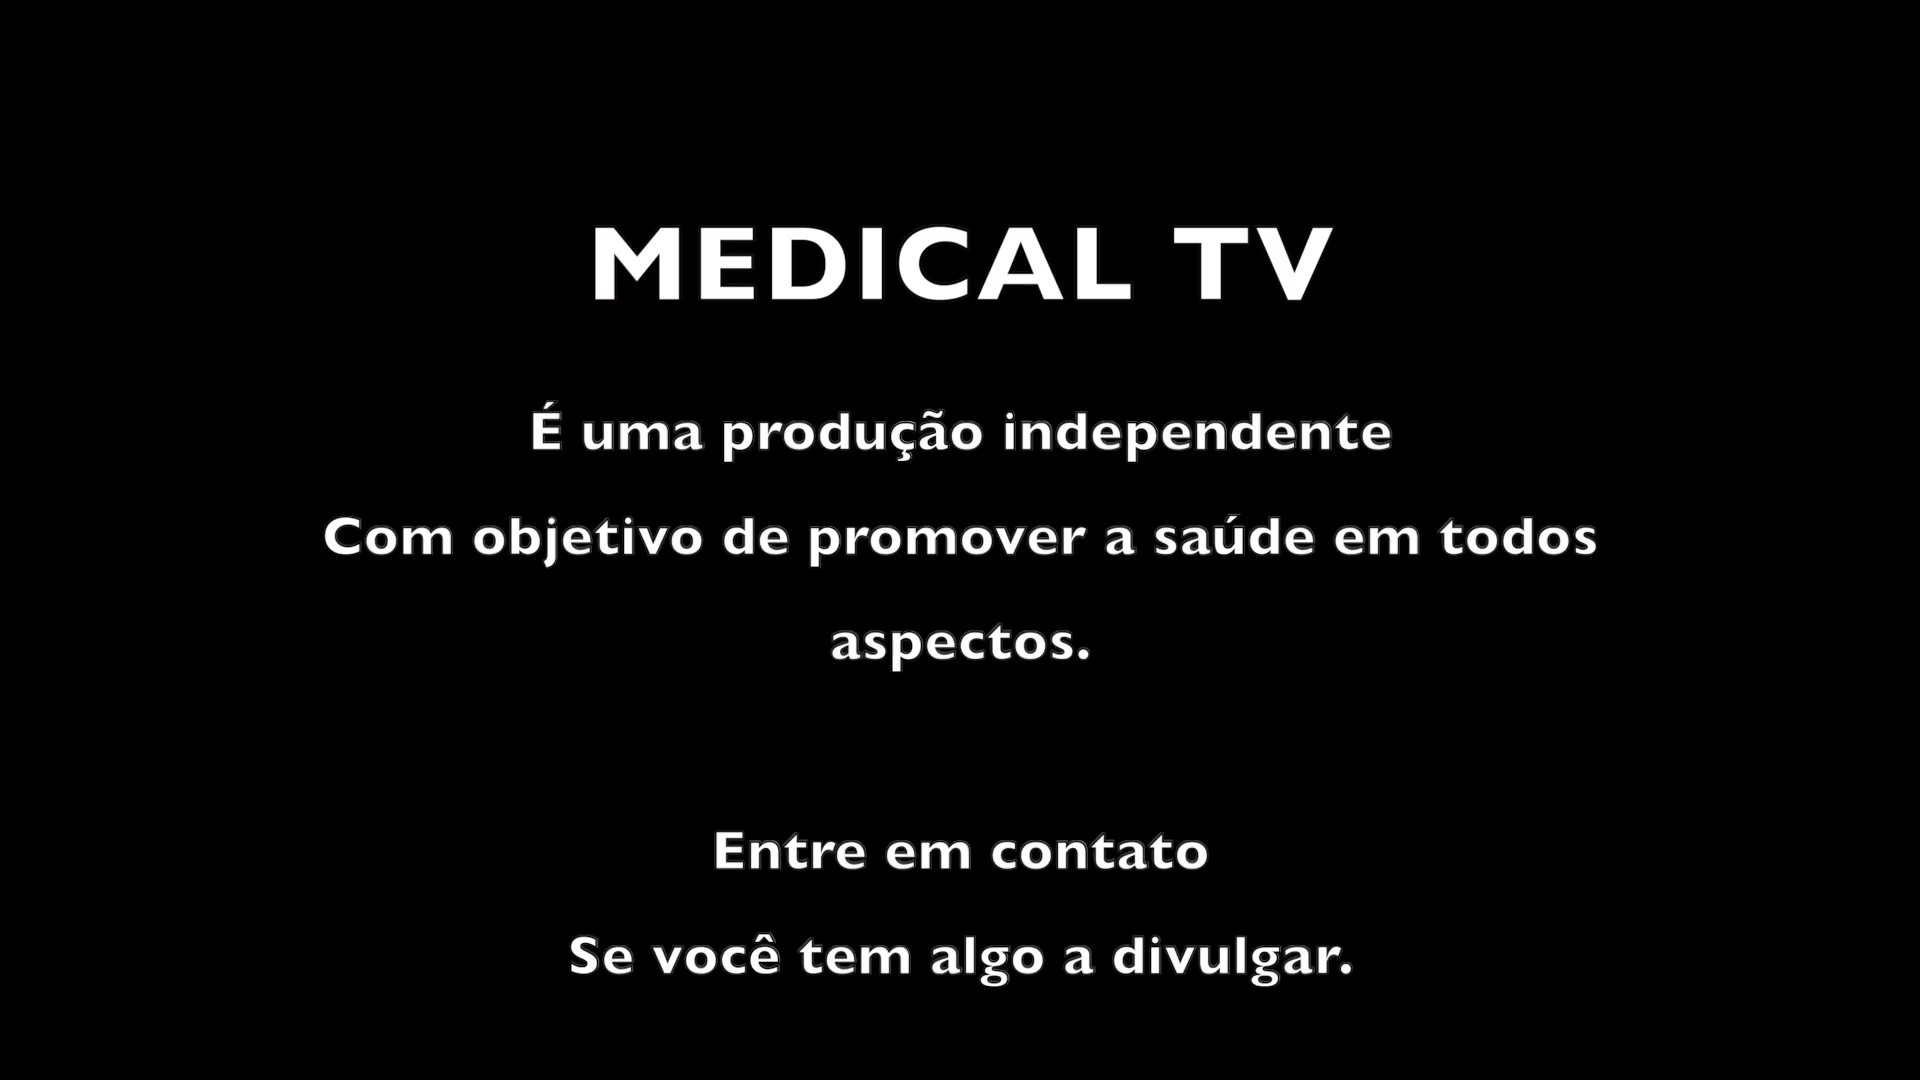 MEDICAL TV
É uma produção independente
Com objetivo de promover a saúde em todos
aspectos.
Entre em contato
Se você tem algo a divulgar.